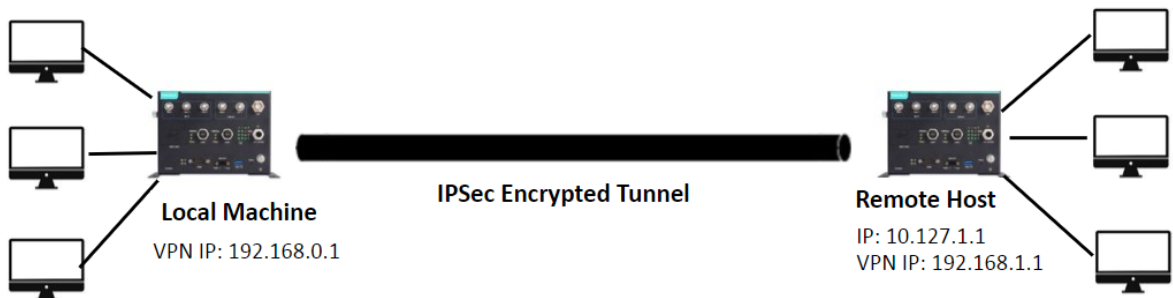 IPSec Encrypted Tunnel
Local Machine
VPN IP: 192.168.0.1
Remote Host
IP: 10.127.1.1
VPN IP: 192.168.1.1